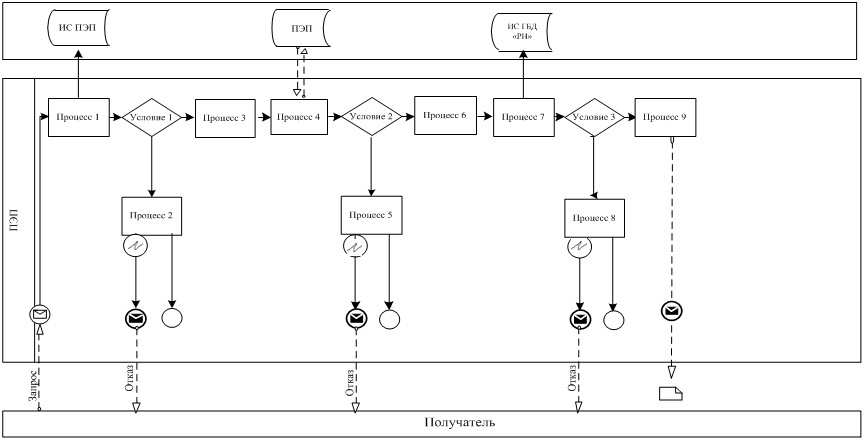 ИС ПЭП
ПЭП
ИС ГБД
«РН»
ПЭП
Процесс 1
Условие 1
Процесс 3
Процесс 4
Условие 2
Процесс 6
Процесс 7
Условие 3
Процесс 9
Процесс 2
Процесс 5
Процесс 8
Запрос
Отказ
Отказ
Отказ
Получатель